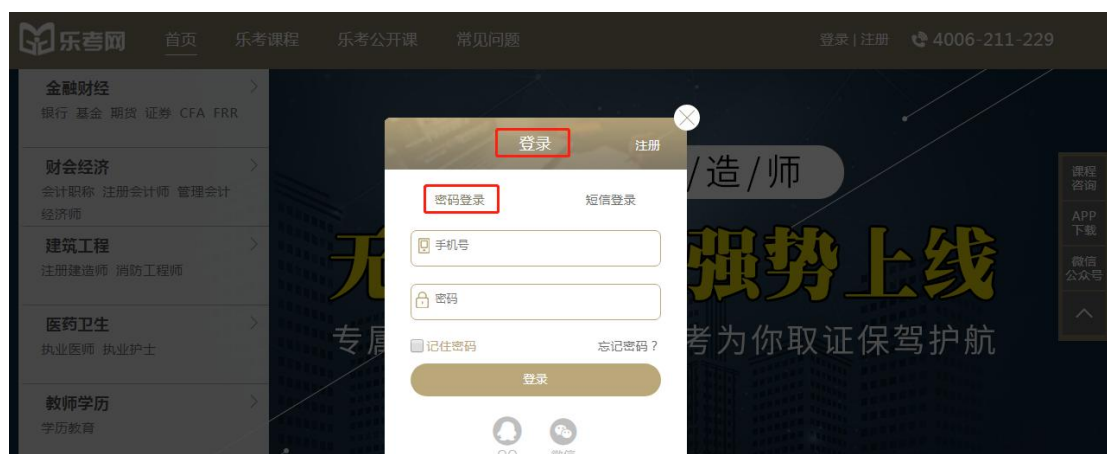 乐考网 首页 乐考课程 乐考公开课 常见问题 登录 | 注册 4006-211-229
金融财经
银行 基金 期货 证券 CFA FRR
财会经济
会计职称 注册会计师 管理会计
经济师
建筑工程
注册建造师 消防工程师
医药卫生
执业医师 执业护士
教师学历
学历教育
登录 注册
密码登录 短信登录
手机号
密码
记住密码 忘记密码？
登录
QQ 微信
/造/师
强势上线
考为你取证保驾护航
专属
课程
咨询
APP
下载
微信
公众号